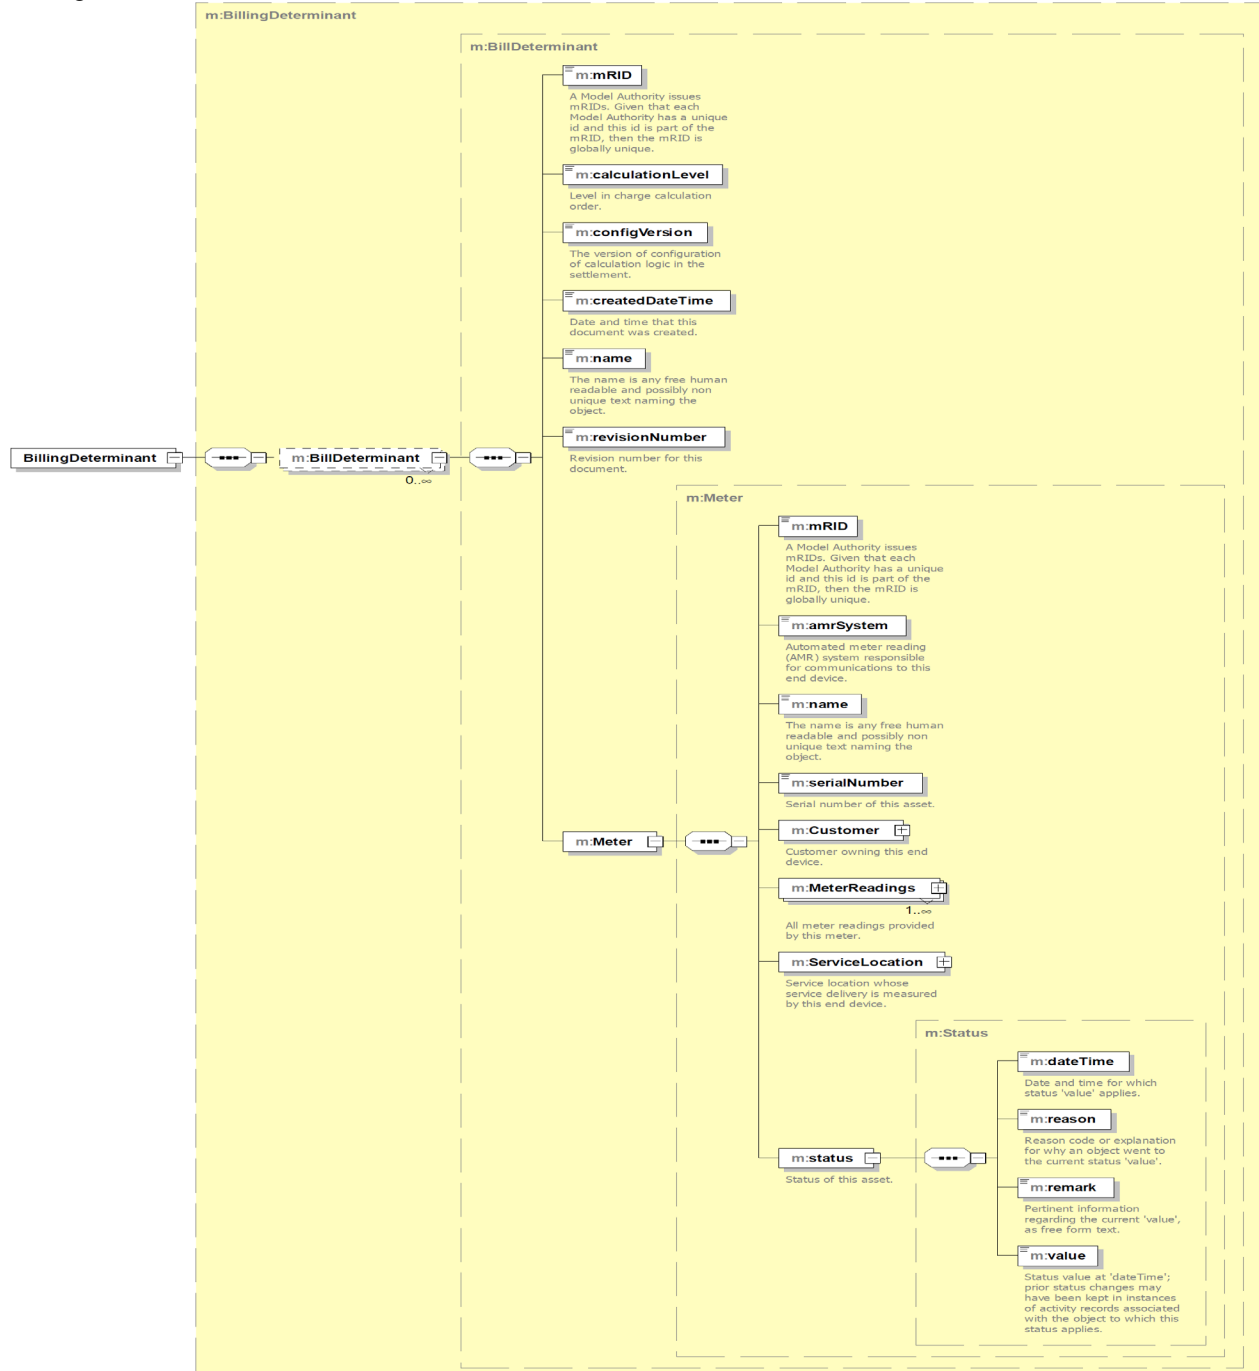 m:BillingDeterminant
m:BillDeterminant
m:mRID
A Model Authority issues
mRIDs. Given that each
Model Authority has a unique
id and this id is part of the
mRID, then the mRID is
globally unique.
m:calculationLevel
Level in charge calculation
order.
m:configVersion
The version of configuration
of calculation logic in the
settlement.
m:createdDateTime
Date and time that this
document was created.
m:name
The name is any free human
readable and possibly non
unique text naming the
object.
m:revisionNumber
Revision number for this
document.
BillingDeterminant
m:BillDeterminant
0..∞
m:Meter
m:mRID
A Model Authority issues
mRIDs. Given that each
Model Authority has a unique
id and this id is part of the
mRID, then the mRID is
globally unique.
m:amrSystem
Automated meter reading
(AMR) system responsible
for communications to this
end device.
m:name
The name is any free human
readable and possibly non
unique text naming the
object.
m:serialNumber
Serial number of this asset.
m:Customer
Customer owning this end
device.
m:Meter
m:MeterReadings
1..∞
All meter readings provided
by this meter.
m:ServiceLocation
Service location whose
service delivery is measured
by this end device.
m:Status
m:dateTime
Date and time for which
status 'value' applies.
m:reason
Reason code or explanation
for why an object went to
the current status 'value'.
m:status
Status of this asset.
m:remark
Pertinent information
regarding the current 'value',
as free form text.
m:value
Status value at 'dateTime';
prior status changes may
have been kept in instances
of activity records associated
with the object to which this
status applies.